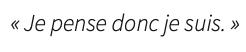 « Je pense donc je suis. »